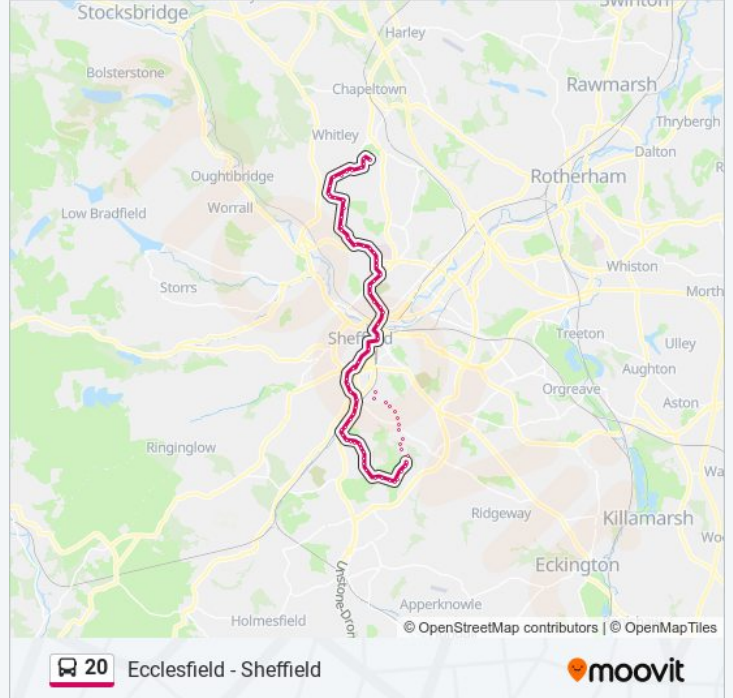 Stocksbridge
Swinton
Harley
Bolsterstone
Chapeltown
Rawmarsh
Thrybergh
Whitley
Dalton
Oughtibridge
Rotherham
Low Bradfield
Worrall
Whiston
Storrs
North
Sheffield
Treeton
Ulley
Aughton
Orgreave
Aston
Ringinglow
Wa
Ridgeway
Killamarsh
Wo
Eckington
Unstone-Dron
Apperknowle
Holmesfield
© OpenStreetMap contributors | © OpenMapTiles
20 Ecclesfield - Sheffield
moovit